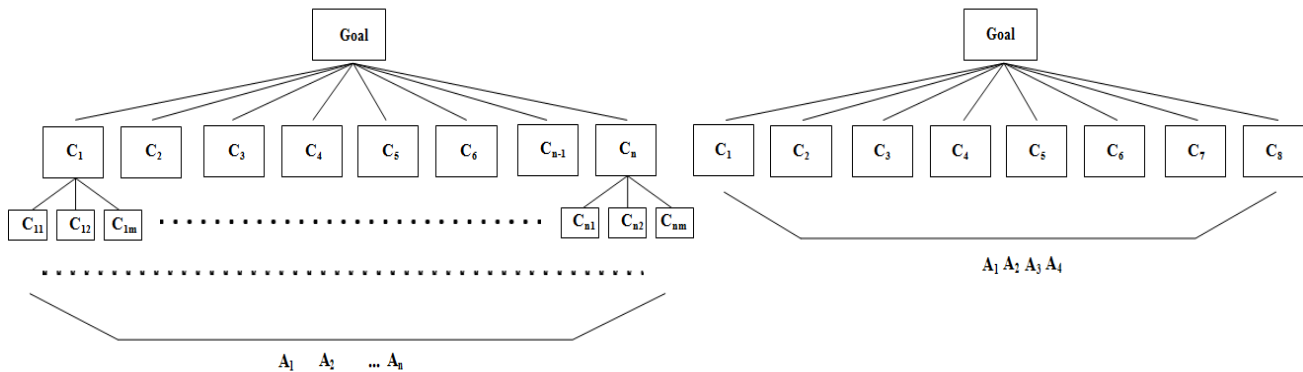 Goal
C₁ C₂ C₃ C₄ C₅ C₆ Cₙ₋₁ Cₙ
C₁₁ C₁₂ C₁ₘ Cₙ₁ Cₙ₂ Cₙₘ
A₁ A₂ ... Aₙ
Goal
C₁ C₂ C₃ C₄ C₅ C₆ C₇ C₈
A₁ A₂ A₃ A₄